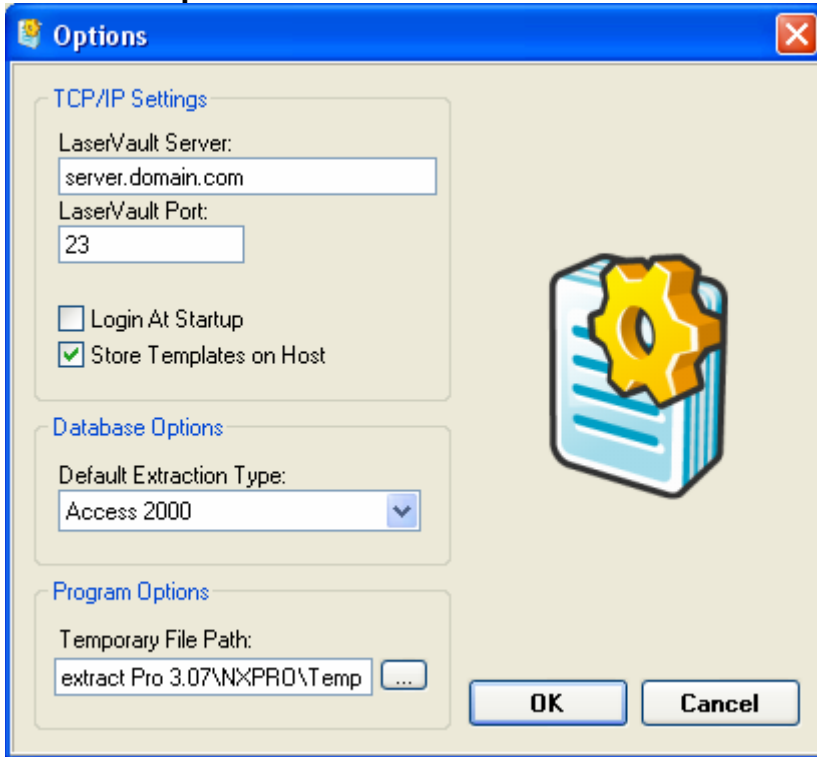 Options
TCP/IP Settings
LaserVault Server:
server.domain.com
LaserVault Port:
23
Login At Startup
Store Templates on Host
Database Options
Default Extraction Type:
Access 2000
Program Options
Temporary File Path:
extract Pro 3.07\NXPRO\Temp
...
OK
Cancel